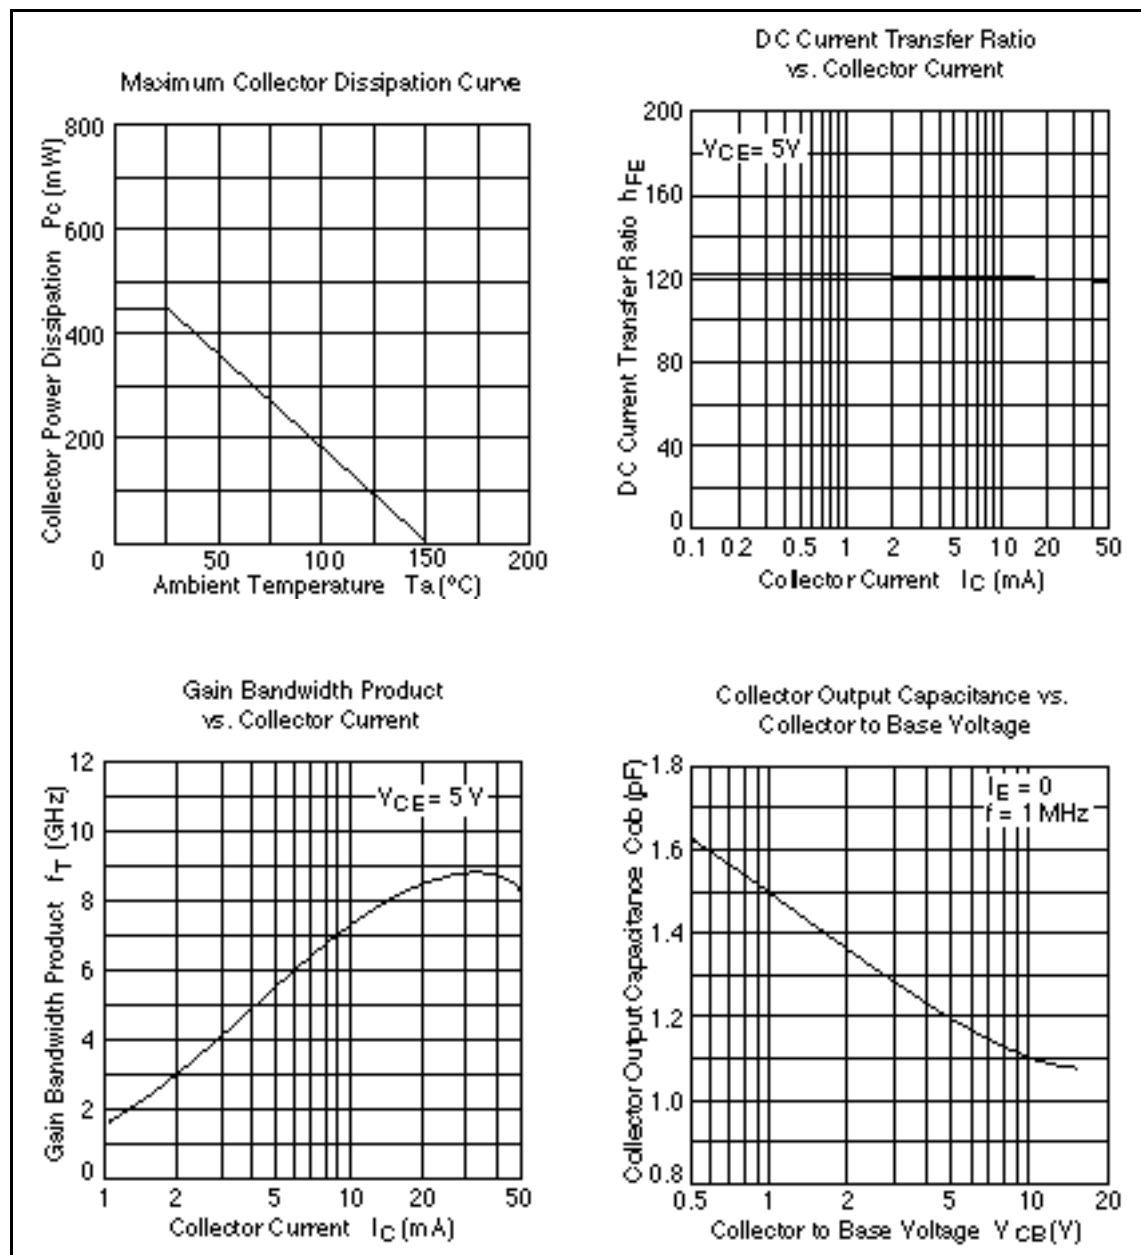 Maximum Collector Dissipation Curve
Collector Power Dissipation Pc (mW)
800
600
400
200
0
50
100
150
200
Ambient Temperature Ta (°C)
DC Current Transfer Ratio
vs. Collector Current
DC Current Transfer Ratio hFE
200
160
120
80
40
0
VCE = 5V
0.1 0.2 0.5 1 2 5 10 20 50
Collector Current IC (mA)
Gain Bandwidth Product
vs. Collector Current
Gain Bandwidth Product fT (GHz)
12
10
8
6
4
2
0
VCE = 5 V
1 2 5 10 20 50
Collector Current IC (mA)
Collector Output Capacitance vs.
Collector to Base Voltage
Collector Output Capacitance Cob (pF)
1.8
1.6
1.4
1.2
1.0
0.8
IE = 0
f = 1 MHz
0.5 1 2 5 10 20
Collector to Base Voltage VCB (V)